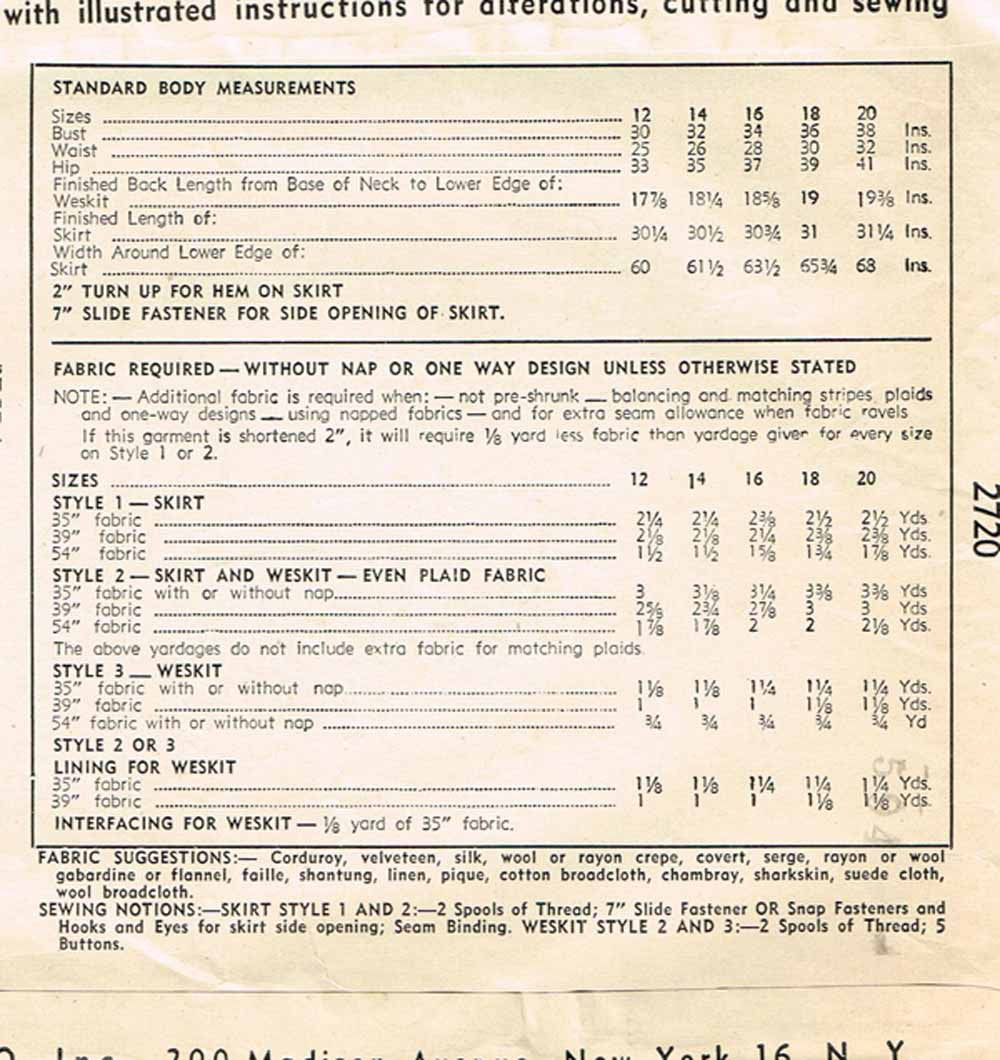 with illustrated instructions for alterations, cutting and sewing
STANDARD BODY MEASUREMENTS
Sizes 12 14 16 18 20
Bust 30 32 34 36 38 Ins.
Waist 25 26 28 30 32 Ins.
Hip 33 35 37 39 41 Ins.
Finished Back Length from Base of Neck to Lower Edge of:
Weskit 17⅞ 18¼ 18⅝ 19 19⅜ Ins.
Finished Length of:
Skirt 30¼ 30½ 30¾ 31 31¼ Ins.
Width Around Lower Edge of:
Skirt 60 61½ 63½ 65¾ 68 Ins.
2″ TURN UP FOR HEM ON SKIRT
7″ SLIDE FASTENER FOR SIDE OPENING OF SKIRT.
FABRIC REQUIRED — WITHOUT NAP OR ONE WAY DESIGN UNLESS OTHERWISE STATED
NOTE: — Additional fabric is required when: — not pre-shrunk — balancing and matching stripes, plaids
and one-way designs — using napped fabrics — and for extra seam allowance when fabric ravels
If this garment is shortened 2″, it will require ⅛ yard less fabric than yardage given for every size
on Style 1 or 2.
SIZES 12 14 16 18 20
STYLE 1 — SKIRT
35″ fabric 2¼ 2¼ 2⅜ 2½ 2½ Yds
39″ fabric 2⅛ 2⅛ 2¼ 2⅜ 2⅜ Yds.
54″ fabric 1½ 1½ 1⅝ 1¾ 1⅞ Yds.
STYLE 2 — SKIRT AND WESKIT — EVEN PLAID FABRIC
35″ fabric with or without nap 3 3⅛ 3¼ 3⅜ 3⅜ Yds
39″ fabric 2⅝ 2¾ 2⅞ 3 3 Yds
54″ fabric 1⅞ 1⅞ 2 2 2⅛ Yds.
The above yardages do not include extra fabric for matching plaids.
STYLE 3 — WESKIT
35″ fabric with or without nap 1⅛ 1⅛ 1¼ 1¼ 1¼ Yds.
39″ fabric 1 1 1 1⅛ 1⅛ Yds.
54″ fabric with or without nap ¾ ¾ ¾ ¾ ¾ Yd
STYLE 2 OR 3
LINING FOR WESKIT
35″ fabric 1⅛ 1⅛ 1¼ 1¼ 1¼ Yds.
39″ fabric 1 1 1 1⅛ 1⅛ Yds.
INTERFACING FOR WESKIT — ⅛ yard of 35″ fabric.
2720
FABRIC SUGGESTIONS:— Corduroy, velveteen, silk, wool or rayon crepe, covert, serge, rayon or wool
gabardine or flannel, faille, shantung, linen, pique, cotton broadcloth, chambray, sharkskin, suede cloth,
wool broadcloth.
SEWING NOTIONS:—SKIRT STYLE 1 AND 2:—2 Spools of Thread; 7″ Slide Fastener OR Snap Fasteners and
Hooks and Eyes for skirt side opening; Seam Binding. WESKIT STYLE 2 AND 3:—2 Spools of Thread; 5
Buttons.
Inc. 200 Madison Avenue, New York 16 N. Y.